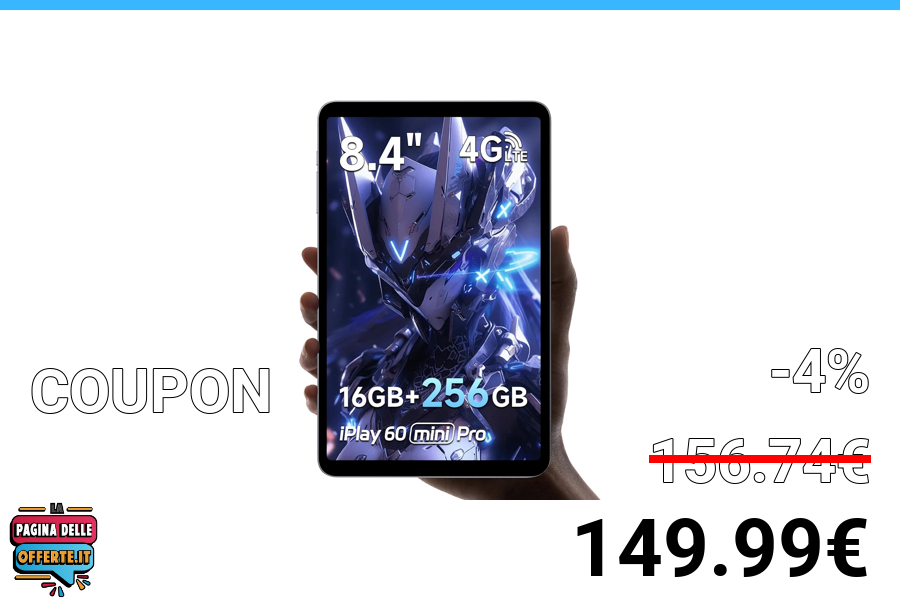 8.4" 4G LTE
16GB+256GB
iPlay 60 mini Pro
COUPON
-4%
156.74€
149.99€
LA
PAGINA DELLE
OFFERTE.IT